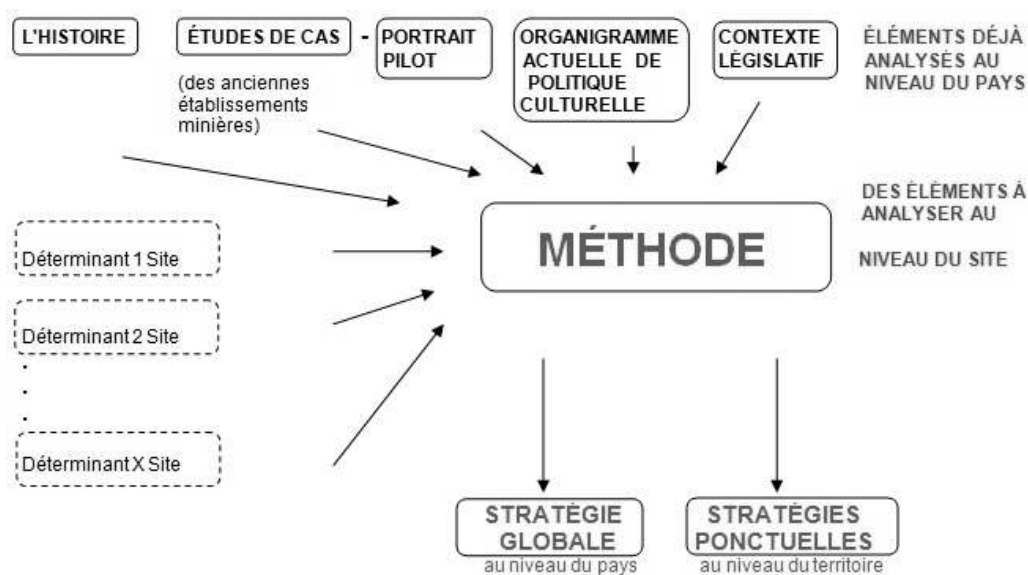 L'HISTOIRE
ÉTUDES DE CAS - PORTRAIT
PILOT
(des anciennes
établissements
minières)
ORGANIGRAMME
ACTUELLE DE
POLITIQUE
CULTURELLE
CONTEXTE
LÉGISLATIF
ÉLÉMENTS DÉJÀ
ANALYSÉS AU
NIVEAU DU PAYS
DES ÉLÉMENTS À
ANALYSER AU
NIVEAU DU SITE
MÉTHODE
Déterminant 1 Site
Déterminant 2 Site
.
.
.
Déterminant X Site
STRATÉGIE
GLOBALE
au niveau du pays
STRATÉGIES
PONCTUELLES
au niveau du territoire